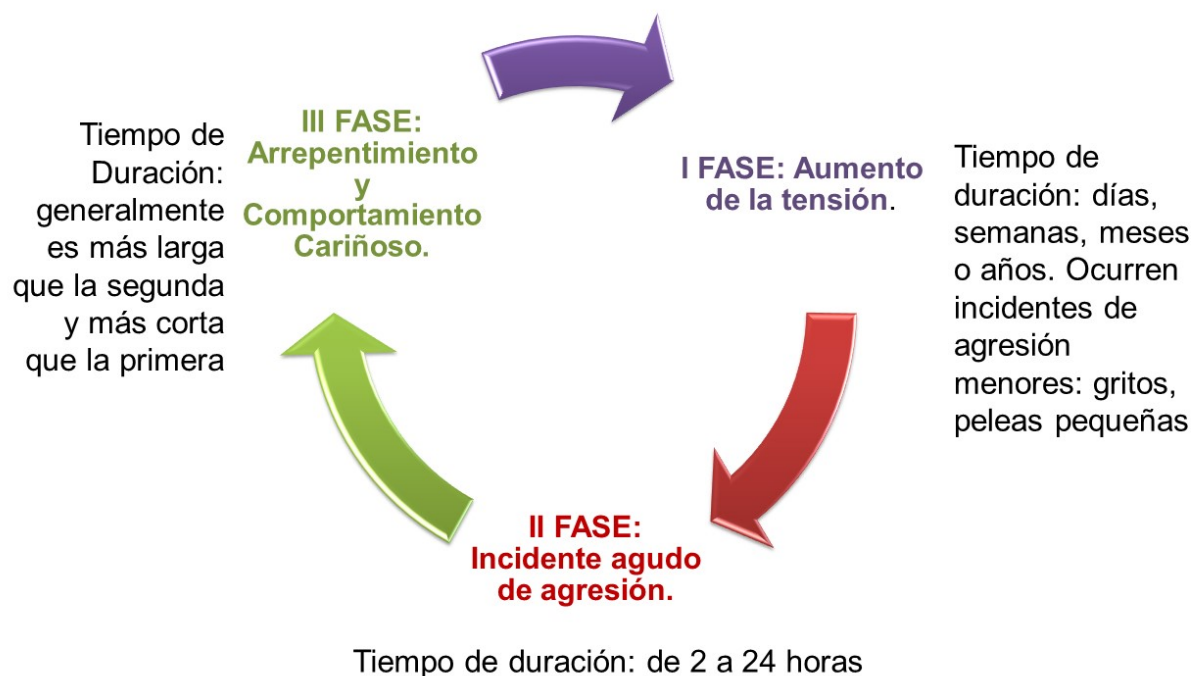 III FASE:
Arrepentimiento
y
Comportamiento
Cariñoso.
Tiempo de
Duración:
generalmente
es más larga
que la segunda
y más corta
que la primera
I FASE: Aumento
de la tensión.
Tiempo de
duración: días,
semanas, meses
o años. Ocurren
incidentes de
agresión
menores: gritos,
peleas pequeñas
II FASE:
Incidente agudo
de agresión.
Tiempo de duración: de 2 a 24 horas